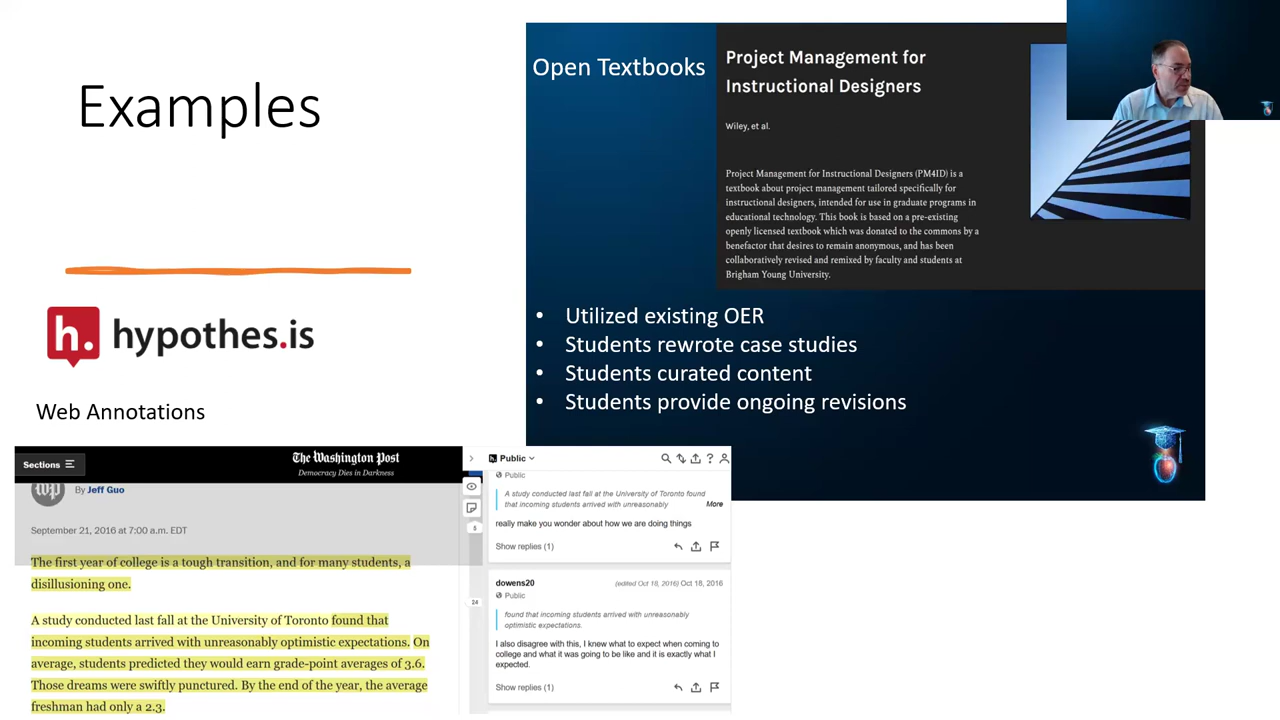 Examples
h. hypothes.is
Web Annotations
Open Textbooks
Project Management for
Instructional Designers
Wiley, et al.
Project Management for Instructional Designers (PM4ID) is a
textbook about project management tailored specifically for
instructional designers, intended for use in graduate programs in
educational technology. This book is based on a pre-existing
openly licensed textbook which was donated to the commons by a
benefactor that desires to remain anonymous, and has been
collaboratively revised and remixed by faculty and students at
Brigham Young University.
• Utilized existing OER
• Students rewrote case studies
• Students curated content
• Students provide ongoing revisions
Sections
The Washington Post
Democracy Dies in Darkness
wp
By Jeff Guo
September 21, 2016 at 7:00 a.m. EDT
The first year of college is a tough transition, and for many students, a
disillusioning one.
A study conducted last fall at the University of Toronto found that
incoming students arrived with unreasonably optimistic expectations. On
average, students predicted they would earn grade-point averages of 3.6.
Those dreams were swiftly punctured. By the end of the year, the average
freshman had only a 2.3.
h. Public
?
Public
A study conducted last fall at the University of Toronto found
that incoming students arrived with unreasonably
More
really make you wonder about how we are doing things
Show replies (1)
24
dowens20
(edited Oct 18, 2016) Oct 18, 2016
Public
found that incoming students arrived with unreasonably
optimistic expectations.
I also disagree with this, I knew what to expect when coming to
college and what it was going to be like and it is exactly what I
expected.
Show replies (1)